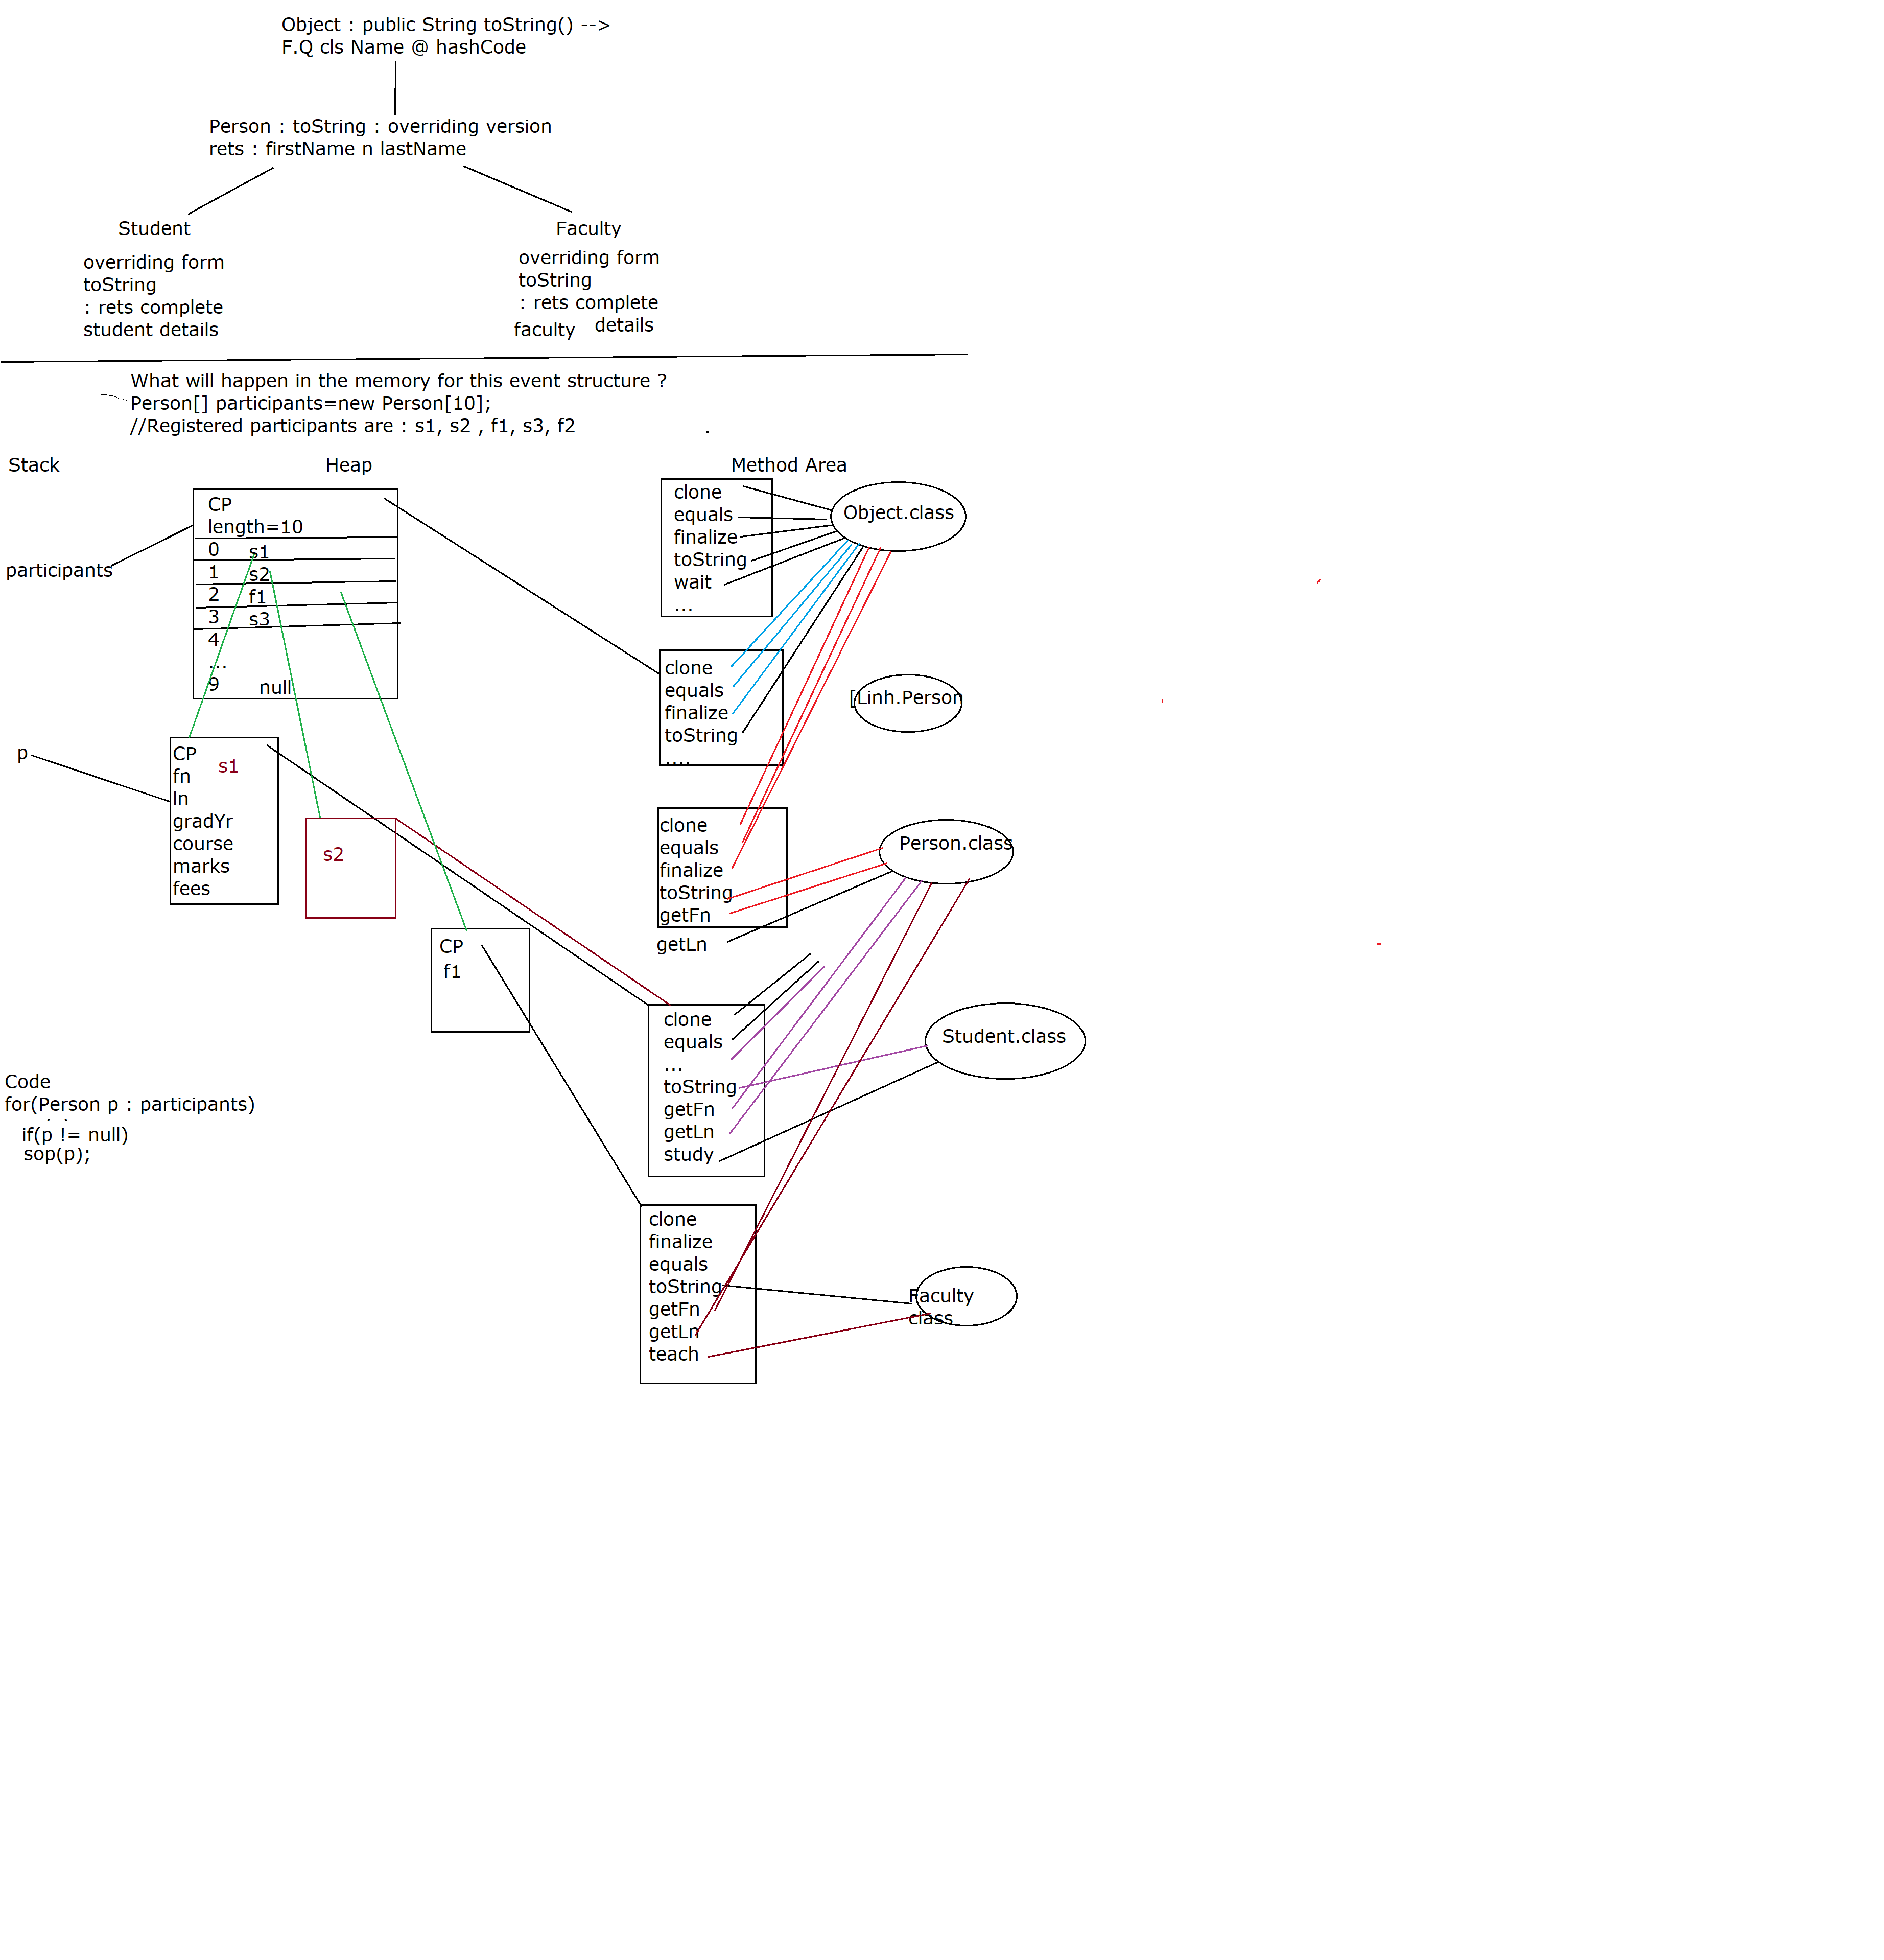 Object : public String toString() -->
F.Q cls Name @ hashCode
Person : toString : overriding version
rets : firstName n lastName
Student
overriding form
toString
: rets complete
student details
Faculty
overriding form
toString
: rets complete
faculty details
What will happen in the memory for this event structure ?
Person[] participants=new Person[10];
//Registered participants are : s1, s2 , f1, s3, f2
Stack
Heap
Method Area
participants
CP
length=10
0 s1
1 s2
2 f1
3 s3
4
...
9 null
clone
equals
finalize
toString
wait
...
Object.class
clone
equals
finalize
toString
....
[Linh.Person
p
CP
fn
ln
gradYr
course
marks
fees
s1
s2
CP
f1
clone
equals
finalize
toString
getFn
getLn
Person.class
clone
equals
...
toString
getFn
getLn
study
Student.class
Code
for(Person p : participants)
if(p != null)
sop(p);
clone
finalize
equals
toString
getFn
getLn
teach
Faculty
class